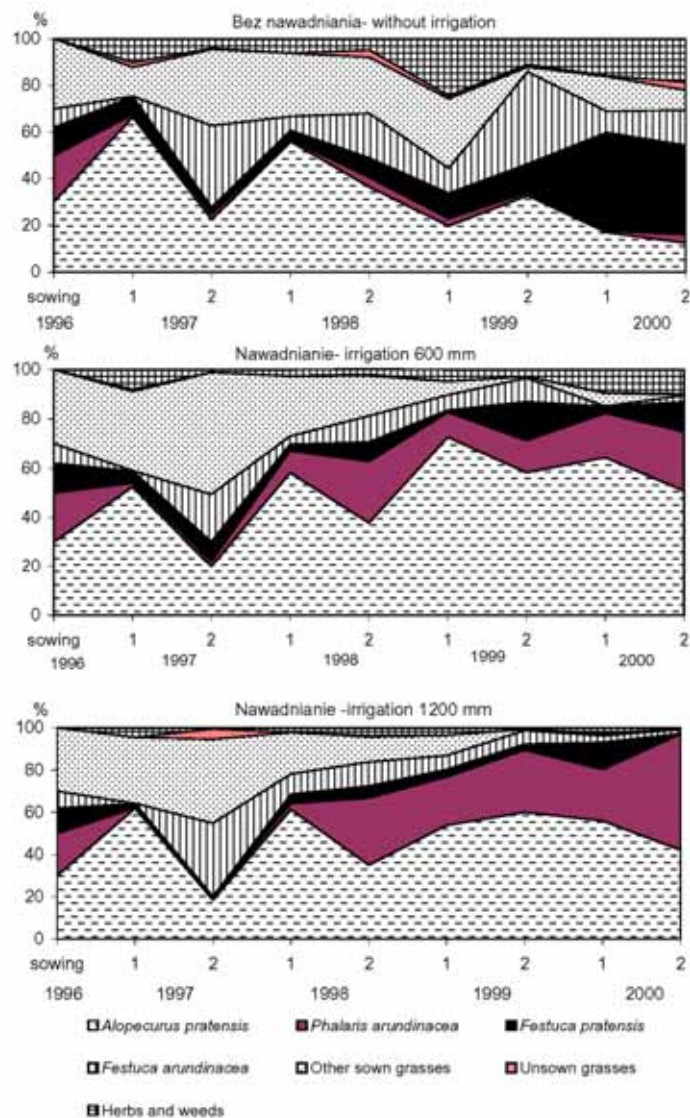 Bez nawadniania- without irrigation
%
100
80
60
40
20
0
sowing 1 2 1 2 1 2 1 2
1996 1997 1998 1999 2000
Nawadnianie- irrigation 600 mm
%
100
80
60
40
20
0
sowing 1 2 1 2 1 2 1 2
1996 1997 1998 1999 2000
Nawadnianie -irrigation 1200 mm
%
100
80
60
40
20
0
sowing 1 2 1 2 1 2 1 2
1996 1997 1998 1999 2000
Alopecurus pratensis Phalaris arundinacea Festuca pratensis
Festuca arundinacea Other sown grasses Unsown grasses
Herbs and weeds